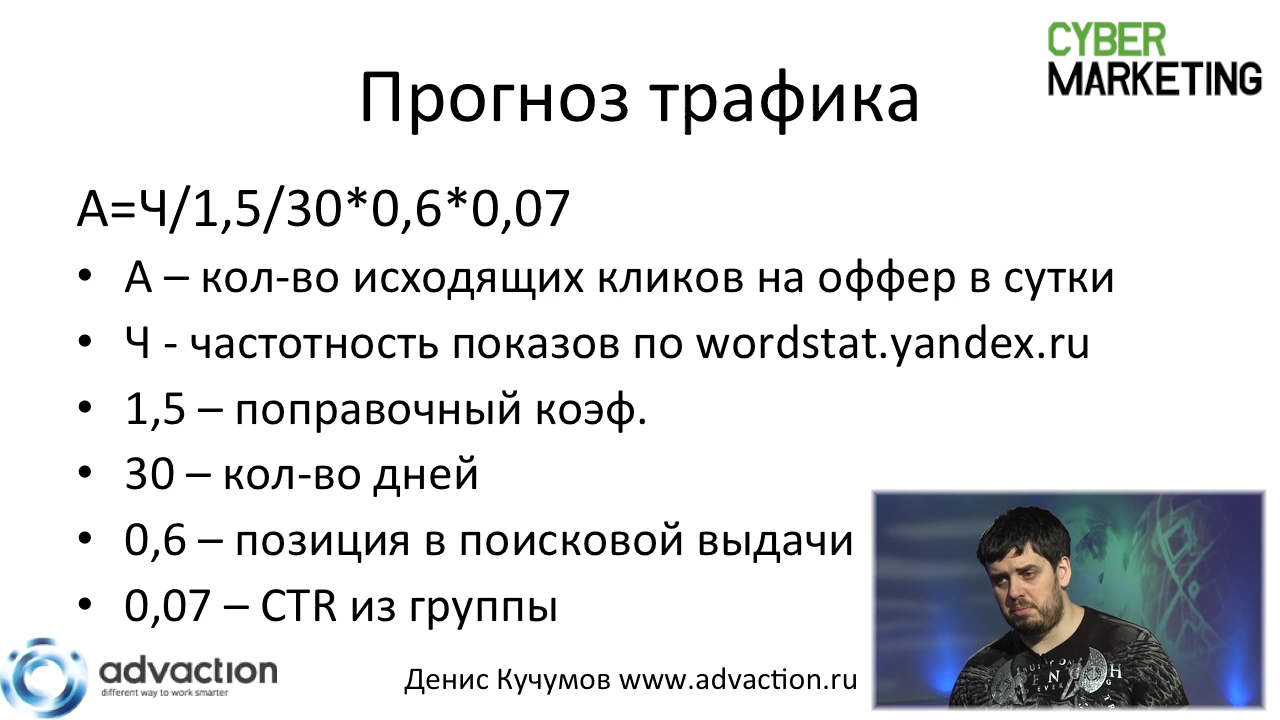 CYBER
MARKETING
Прогноз трафика
А=Ч/1,5/30*0,6*0,07
• А – кол-во исходящих кликов на оффер в сутки
• Ч - частотность показов по wordstat.yandex.ru
• 1,5 – поправочный коэф.
• 30 – кол-во дней
• 0,6 – позиция в поисковой выдачи
• 0,07 – CTR из группы
advaction
different way to work smarter
Денис Кучумов www.advaction.ru